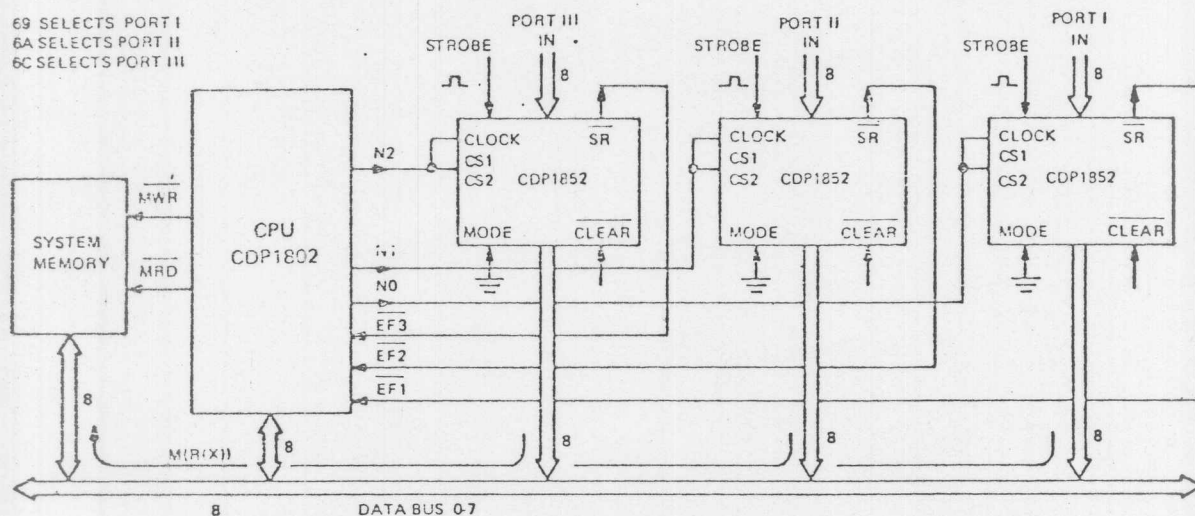 69 SELECTS PORT I
6A SELECTS PORT II
6C SELECTS PORT III
PORT III
IN
PORT II
IN
PORT I
IN
STROBE
8
STROBE
8
STROBE
8
CLOCK
SR
CS1
CS2
CDP1852
MODE
CLEAR
CLOCK
SR
CS1
CS2
CDP1852
MODE
CLEAR
CLOCK
SR
CS1
CS2
CDP1852
MODE
CLEAR
SYSTEM
MEMORY
MWR
MRD
CPU
CDP1802
N2
N1
N0
EF3
EF2
EF1
8
M(R(X))
8
8
8
8
8
DATA BUS 0-7